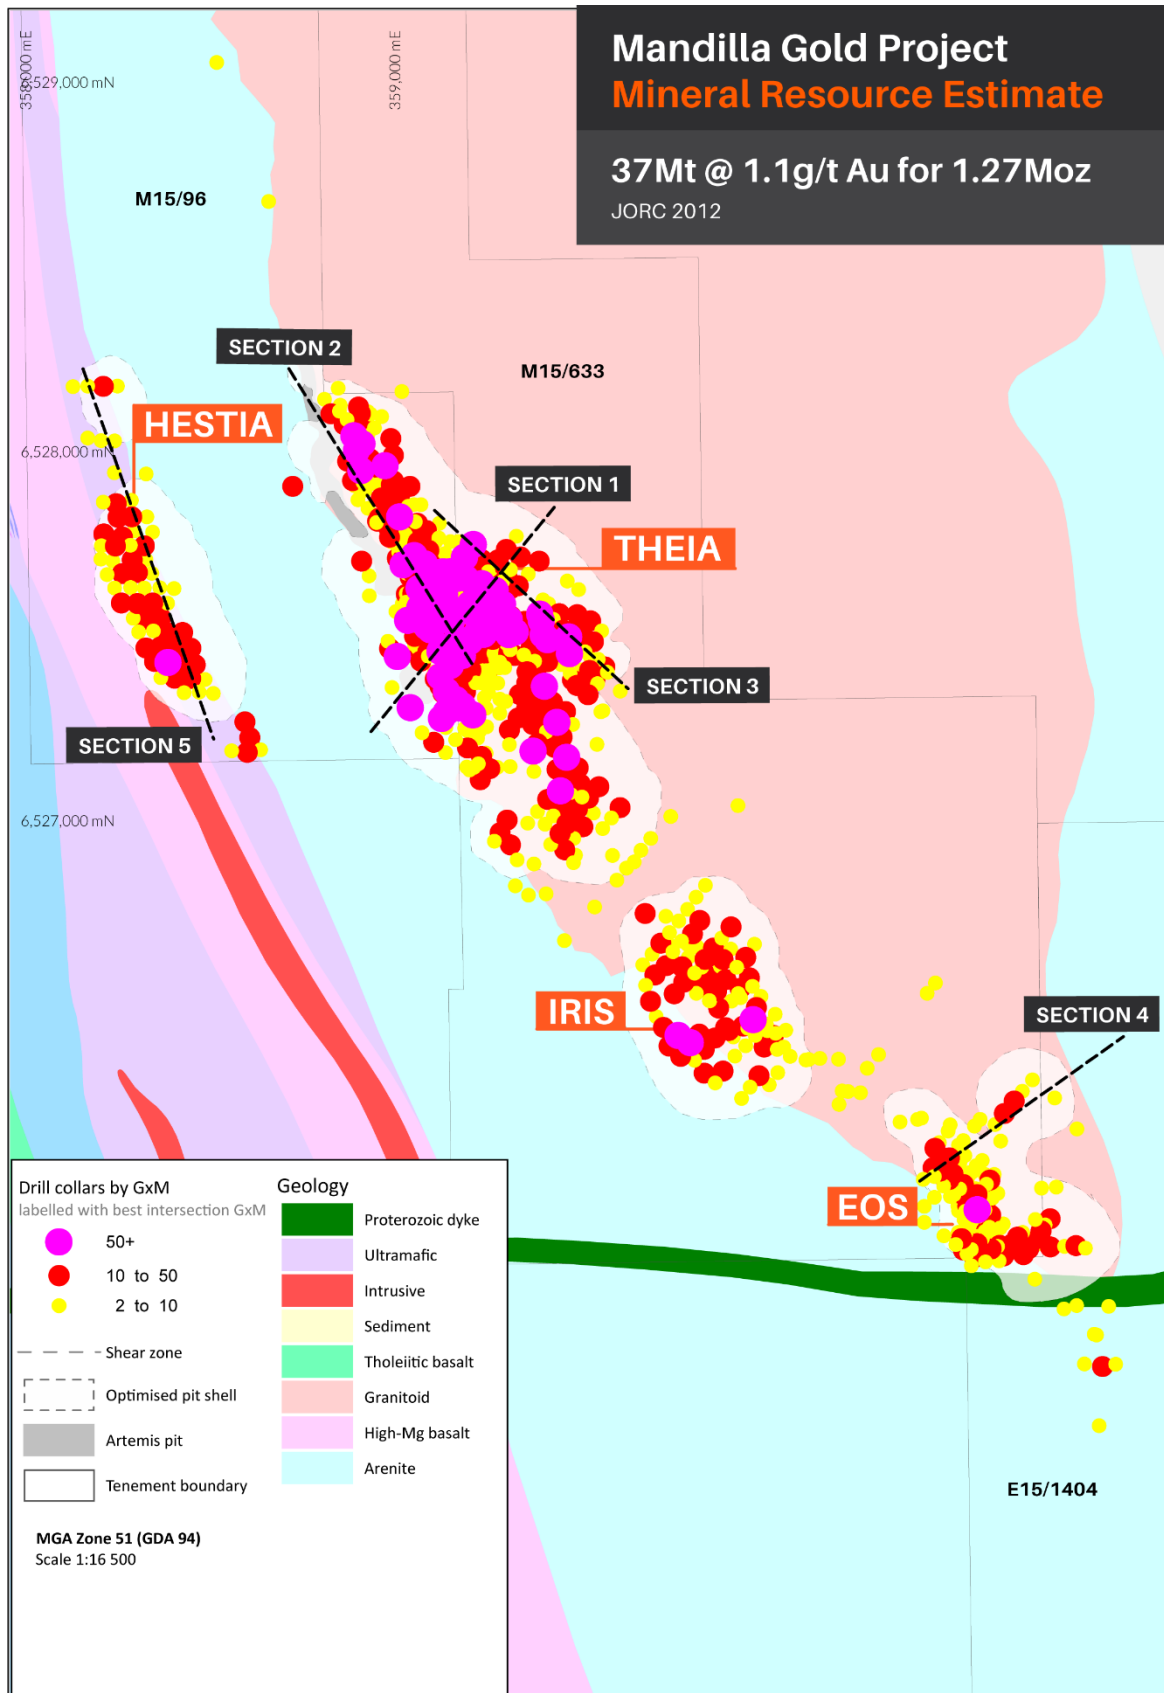 Mandilla Gold Project
Mineral Resource Estimate
37Mt @ 1.1g/t Au for 1.27Moz
JORC 2012
358,000 mE
359,000 mE
6,529,000 mN
M15/96
SECTION 2
M15/633
HESTIA
6,528,000 mN
SECTION 1
THEIA
SECTION 3
SECTION 5
6,527,000 mN
IRIS
SECTION 4
EOS
E15/1404
Drill collars by GxM
labelled with best intersection GxM
50+
10 to 50
2 to 10
Shear zone
Optimised pit shell
Artemis pit
Tenement boundary
Geology
Proterozoic dyke
Ultramafic
Intrusive
Sediment
Tholeiitic basalt
Granitoid
High-Mg basalt
Arenite
MGA Zone 51 (GDA 94)
Scale 1:16 500